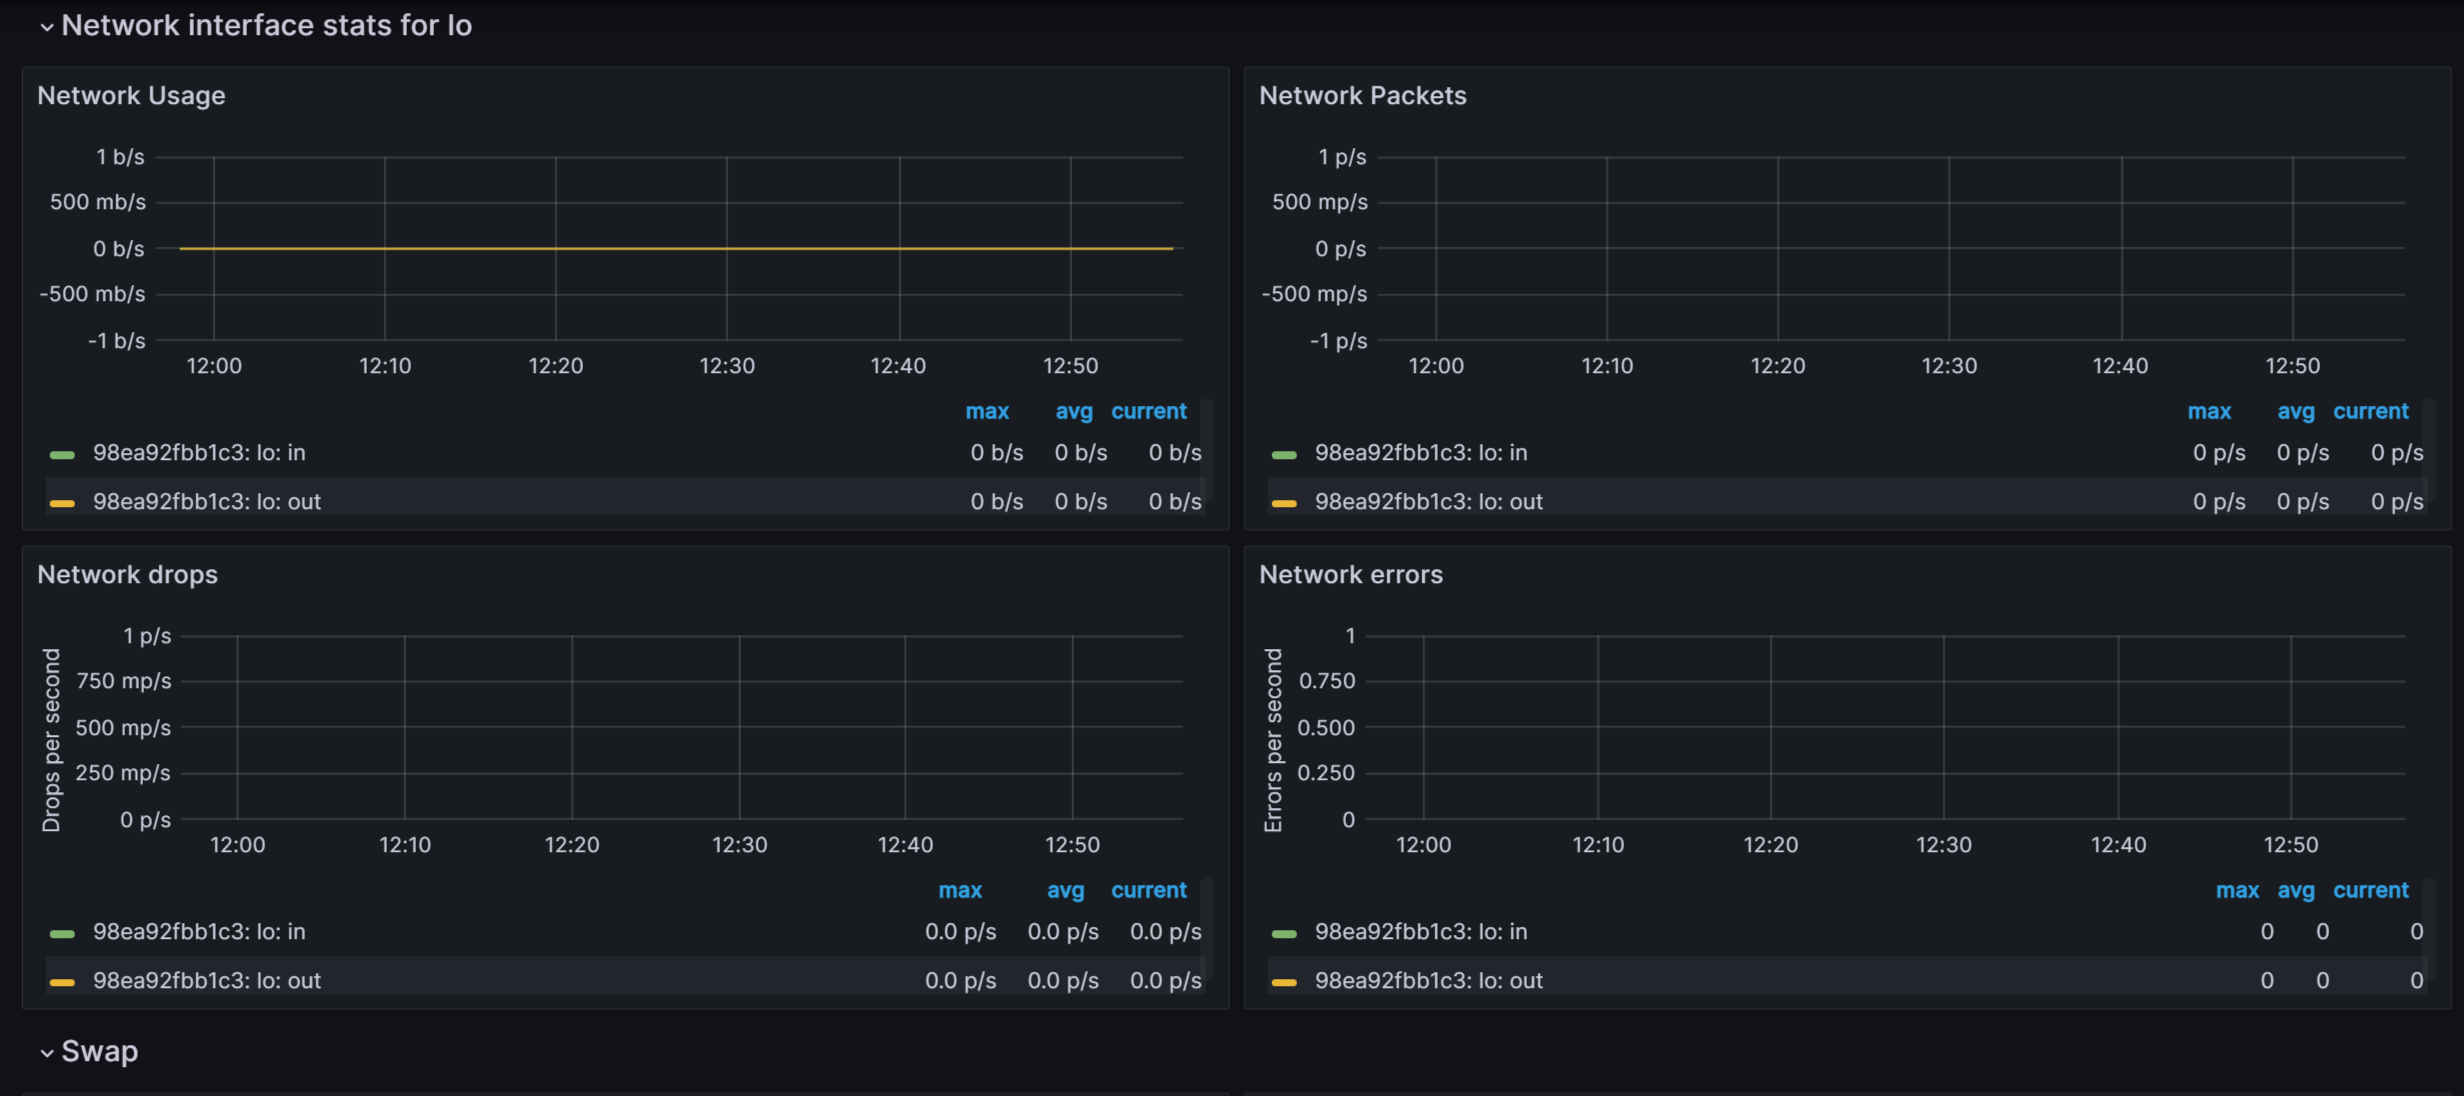 Network interface stats for lo
Network Usage
1 b/s
500 mb/s
0 b/s
-500 mb/s
-1 b/s
12:00 12:10 12:20 12:30 12:40 12:50
max avg current
98ea92fbb1c3: lo: in 0 b/s 0 b/s 0 b/s
98ea92fbb1c3: lo: out 0 b/s 0 b/s 0 b/s
Network Packets
1 p/s
500 mp/s
0 p/s
-500 mp/s
-1 p/s
12:00 12:10 12:20 12:30 12:40 12:50
max avg current
98ea92fbb1c3: lo: in 0 p/s 0 p/s 0 p/s
98ea92fbb1c3: lo: out 0 p/s 0 p/s 0 p/s
Network drops
Drops per second
1 p/s
750 mp/s
500 mp/s
250 mp/s
0 p/s
12:00 12:10 12:20 12:30 12:40 12:50
max avg current
98ea92fbb1c3: lo: in 0.0 p/s 0.0 p/s 0.0 p/s
98ea92fbb1c3: lo: out 0.0 p/s 0.0 p/s 0.0 p/s
Network errors
Errors per second
1
0.750
0.500
0.250
0
12:00 12:10 12:20 12:30 12:40 12:50
max avg current
98ea92fbb1c3: lo: in 0 0 0
98ea92fbb1c3: lo: out 0 0 0
Swap